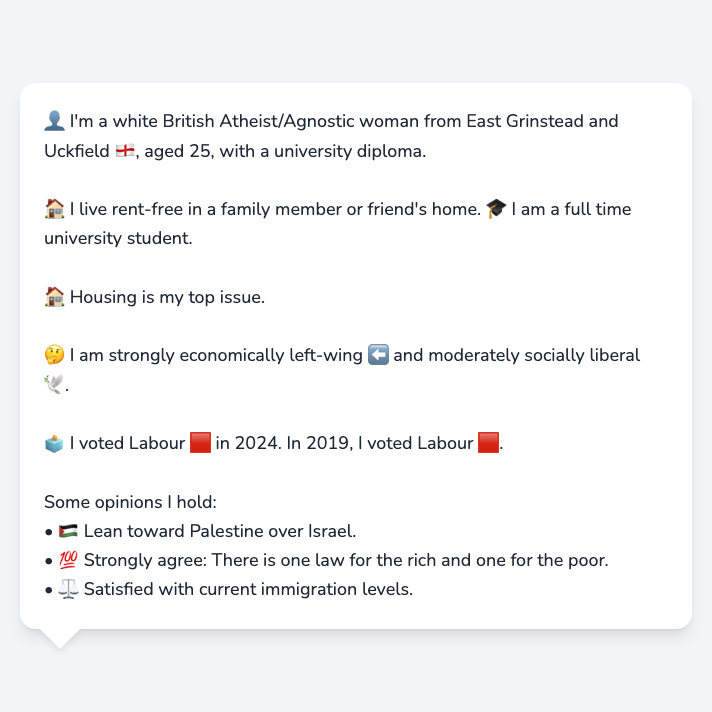 👤 I'm a white British Atheist/Agnostic woman from East Grinstead and
Uckfield 🏴󠁧󠁢󠁥󠁮󠁧󠁿, aged 25, with a university diploma.
🏠 I live rent-free in a family member or friend's home. 🎓 I am a full time
university student.
🏠 Housing is my top issue.
🤔 I am strongly economically left-wing ⬅️ and moderately socially liberal
🕊️.
🗳️ I voted Labour 🟥 in 2024. In 2019, I voted Labour 🟥.
Some opinions I hold:
• 🇵🇸 Lean toward Palestine over Israel.
• 💯 Strongly agree: There is one law for the rich and one for the poor.
• ⚖️ Satisfied with current immigration levels.